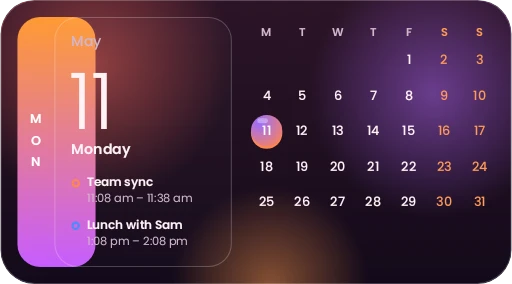 MON
May
11
Monday
Team sync
11:08 am – 11:38 am
Lunch with Sam
1:08 pm – 2:08 pm
M T W T F S S
1 2 3
4 5 6 7 8 9 10
11 12 13 14 15 16 17
18 19 20 21 22 23 24
25 26 27 28 29 30 31